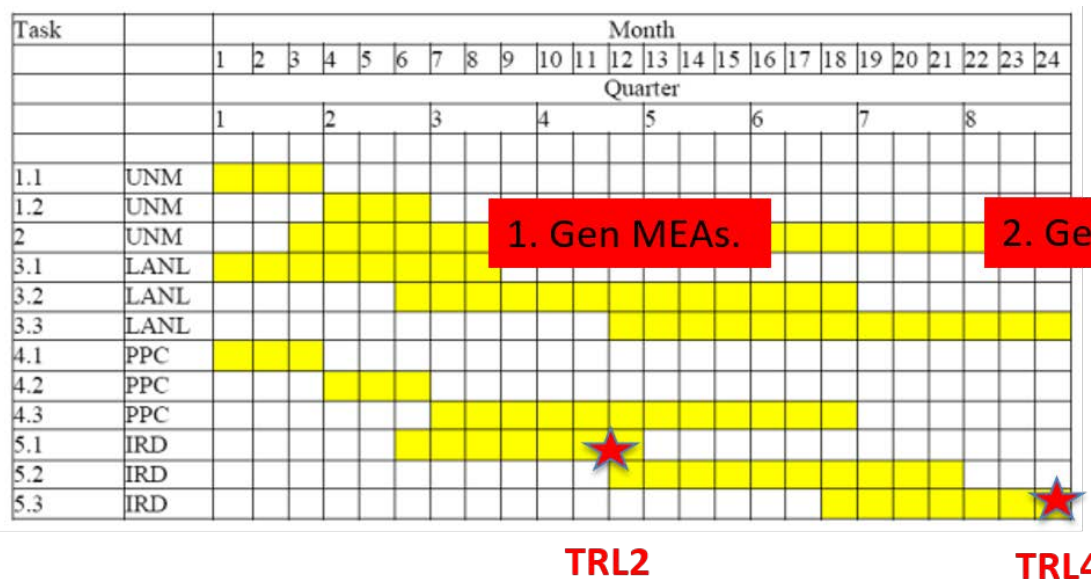 Task Month
1 2 3 4 5 6 7 8 9 10 11 12 13 14 15 16 17 18 19 20 21 22 23 24
Quarter
1 2 3 4 5 6 7 8
1.1 UNM
1.2 UNM
2 UNM
1. Gen MEAs.
2. Ge
3.1 LANL
3.2 LANL
3.3 LANL
4.1 PPC
4.2 PPC
4.3 PPC
5.1 IRD
5.2 IRD
5.3 IRD
TRL2 TRL4